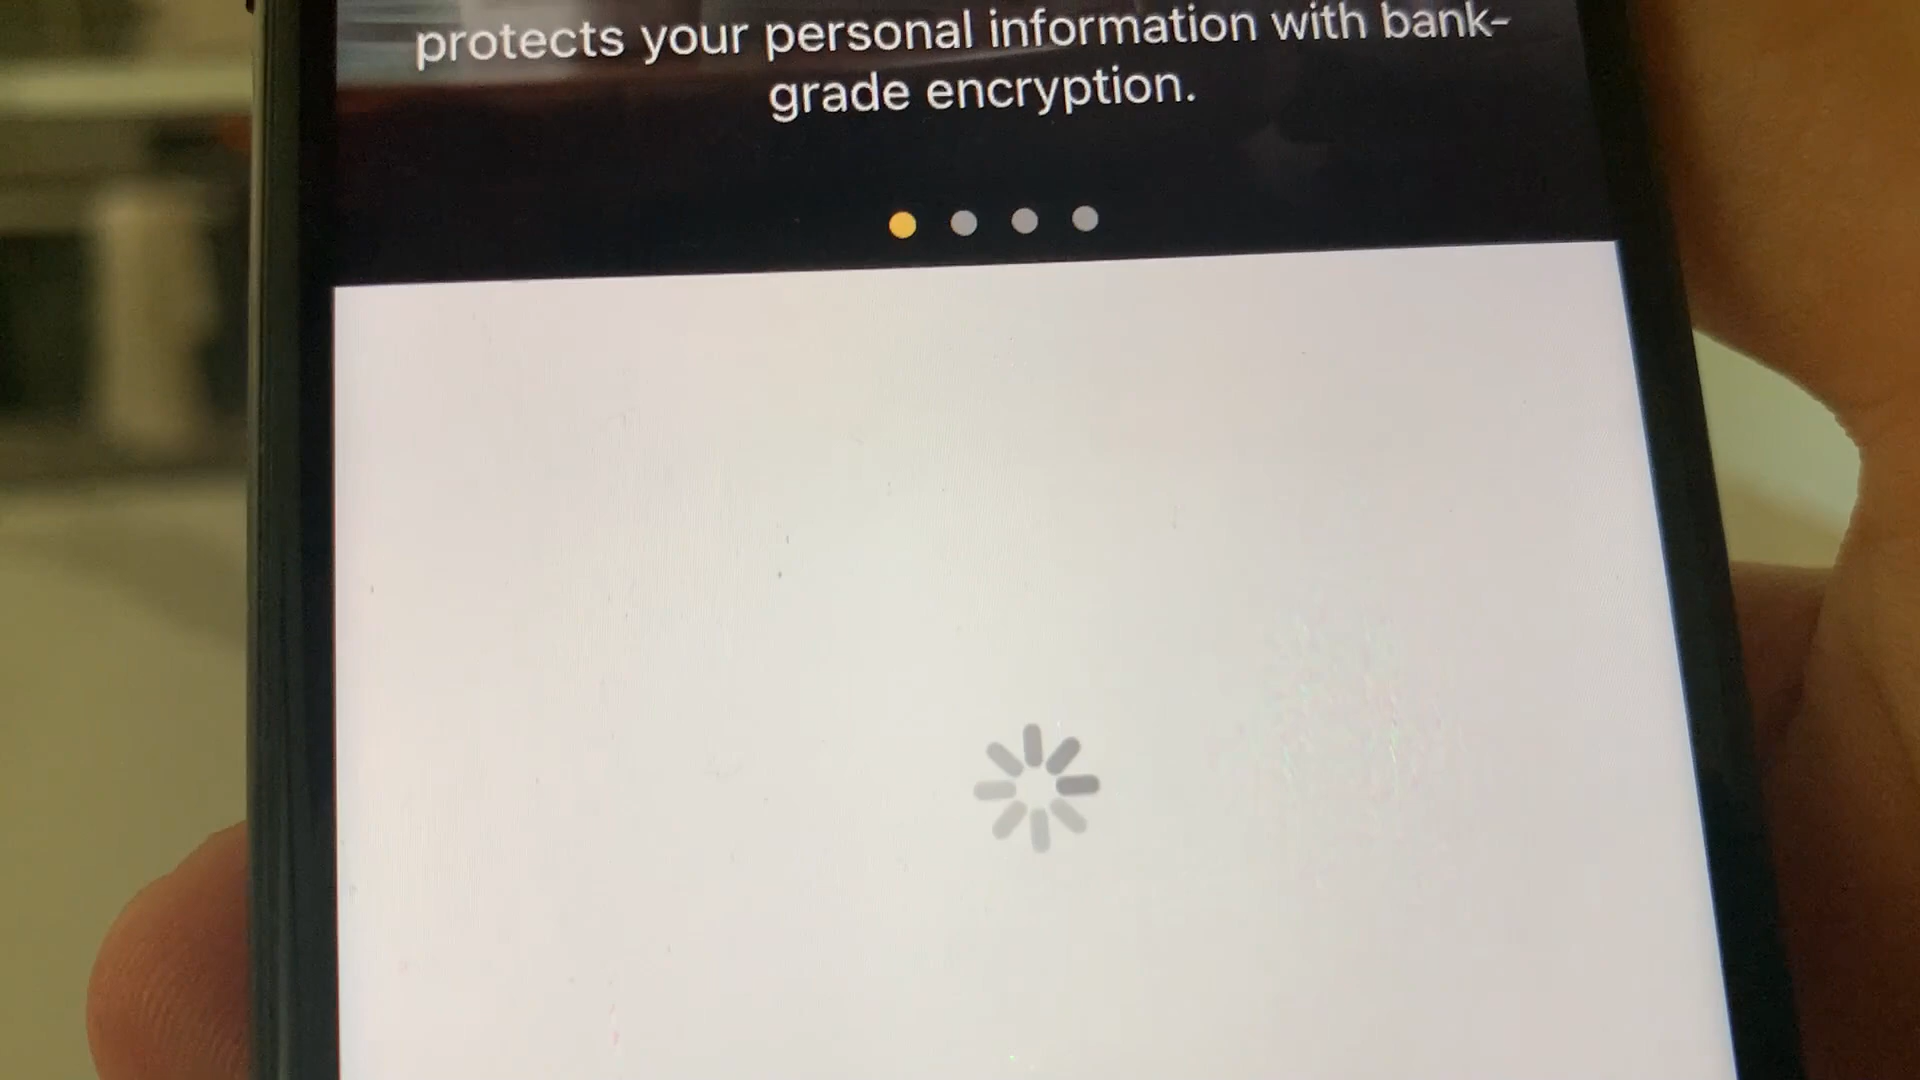 protects your personal information with bank-
grade encryption.